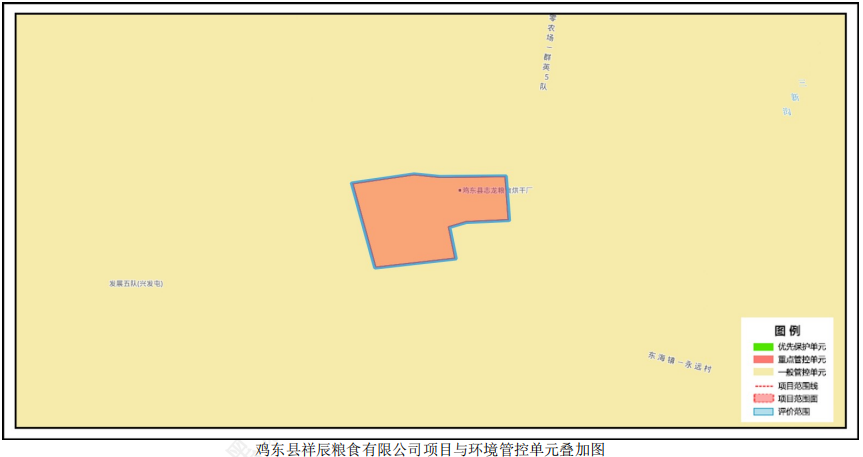 零农场－群英5队
鸡东县志龙粮食烘干厂
发展五队(兴发屯)
东海镇－永远村
图例
优先保护单元
重点管控单元
一般管控单元
项目范围线
项目范围面
评价范围
鸡东县祥辰粮食有限公司项目与环境管控单元叠加图